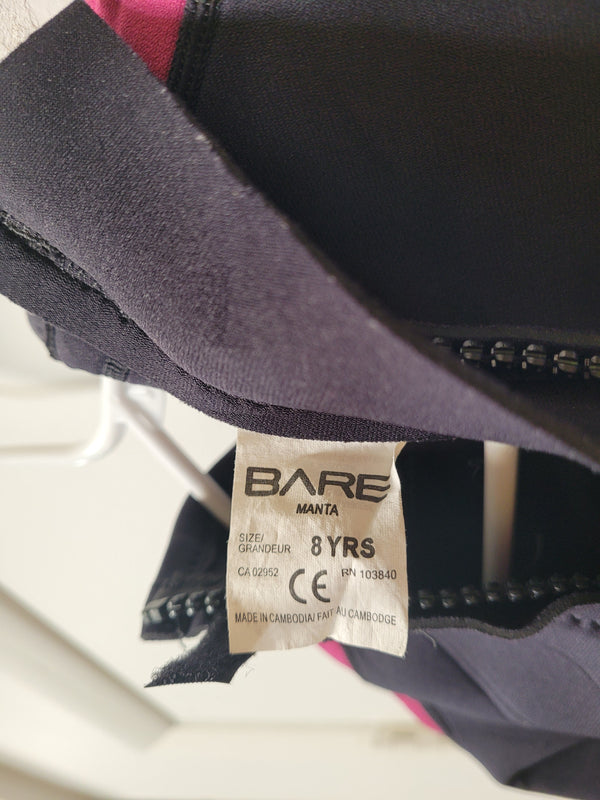 BARE
MANTA
SIZE/
GRANDEUR 8 YRS
CA 02952 CE RN 103840
MADE IN CAMBODIA/ FAIT AU CAMBODGE